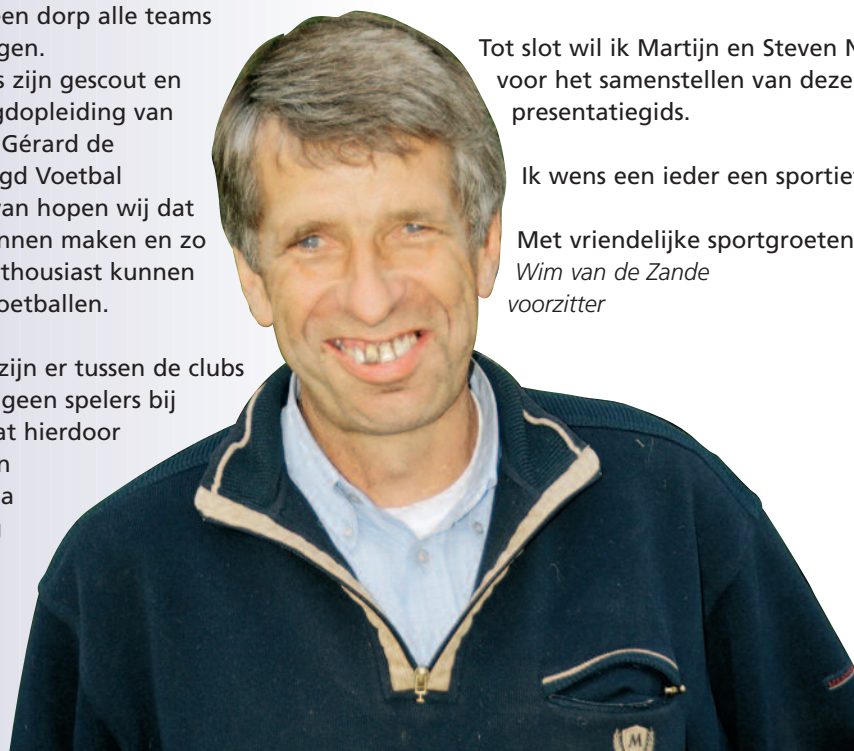 en dorp alle teams
gen.
s zijn gescout en
gdopleiding van
Gérard de
gd Voetbal
van hopen wij dat
nnen maken en zo
thousiast kunnen
oetballen.
zijn er tussen de clubs
geen spelers bij
at hierdoor
n
a
Tot slot wil ik Martijn en Steven N
voor het samenstellen van deze
presentatiegids.
Ik wens een ieder een sportief
Met vriendelijke sportgroeten
Wim van de Zande
voorzitter
M